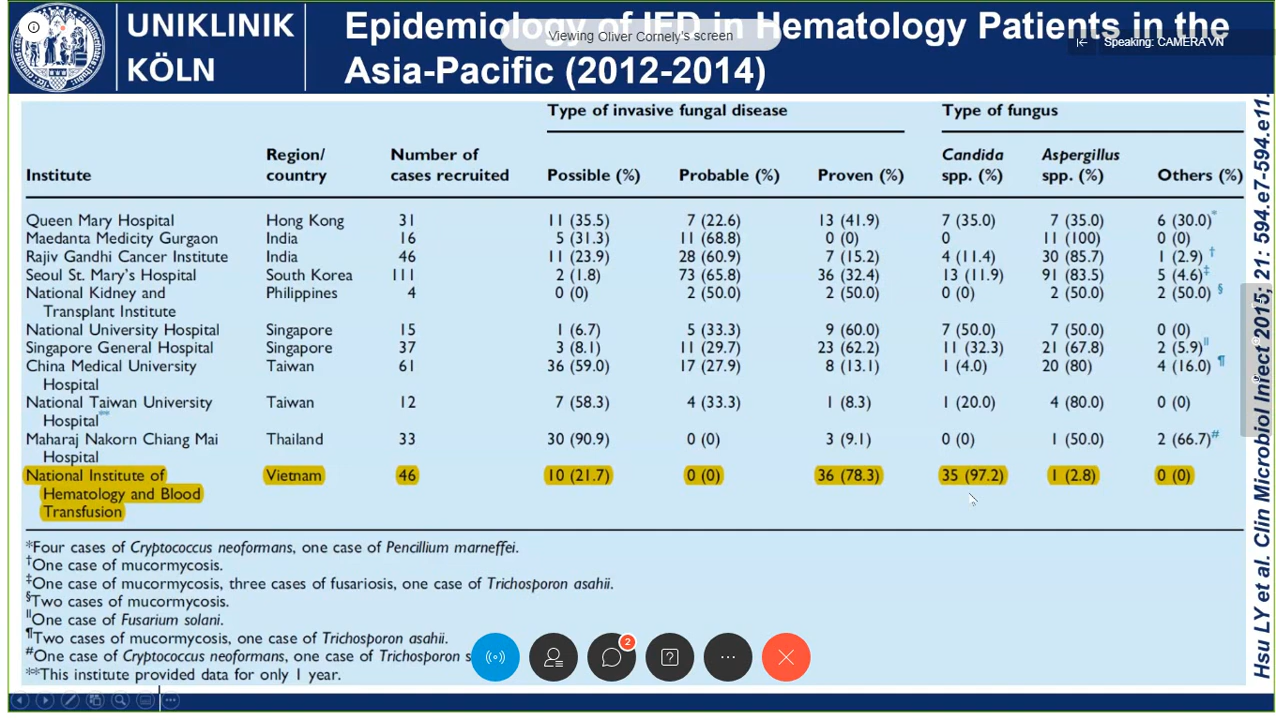 UNIKLINIK
KÖLN
Epidemiology of IFD in Hematology Patients in the
Asia-Pacific (2012-2014)
Viewing Oliver Cornely's screen
Speaking: CAMERA VN
Type of invasive fungal disease Type of fungus
Institute Region/ country Number of cases recruited Possible (%) Probable (%) Proven (%) Candida spp. (%) Aspergillus spp. (%) Others (%)
Queen Mary Hospital Hong Kong 31 11 (35.5) 7 (22.6) 13 (41.9) 7 (35.0) 7 (35.0) 6 (30.0)*
Maedanta Medicity Gurgaon India 16 5 (31.3) 11 (68.8) 0 (0) 0 11 (100) 0 (0)
Rajiv Gandhi Cancer Institute India 46 11 (23.9) 28 (60.9) 7 (15.2) 4 (11.4) 30 (85.7) 1 (2.9) †
Seoul St. Mary's Hospital South Korea 111 2 (1.8) 73 (65.8) 36 (32.4) 13 (11.9) 91 (83.5) 5 (4.6)‡
National Kidney and Philippines 4 0 (0) 2 (50.0) 2 (50.0) 0 (0) 2 (50.0) 2 (50.0) §
Transplant Institute
National University Hospital Singapore 15 1 (6.7) 5 (33.3) 9 (60.0) 7 (50.0) 7 (50.0) 0 (0)
Singapore General Hospital Singapore 37 3 (8.1) 11 (29.7) 23 (62.2) 11 (32.3) 21 (67.8) 2 (5.9)||
China Medical University Taiwan 61 36 (59.0) 17 (27.9) 8 (13.1) 1 (4.0) 20 (80) 4 (16.0) ¶
Hospital
National Taiwan University Taiwan 12 7 (58.3) 4 (33.3) 1 (8.3) 1 (20.0) 4 (80.0) 0 (0)
Hospital**
Maharaj Nakorn Chiang Mai Thailand 33 30 (90.9) 0 (0) 3 (9.1) 0 (0) 1 (50.0) 2 (66.7)#
Hospital
National Institute of Vietnam 46 10 (21.7) 0 (0) 36 (78.3) 35 (97.2) 1 (2.8) 0 (0)
Hematology and Blood
Transfusion
*Four cases of Cryptococcus neoformans, one case of Pencillium marneffei.
†One case of mucormycosis.
‡One case of mucormycosis, three cases of fusariosis, one case of Trichosporon asahii.
§Two cases of mucormycosis.
||One case of Fusarium solani.
¶Two cases of mucormycosis, one case of Trichosporon asahii.
#One case of Cryptococcus neoformans, one case of Trichosporon s
**This institute provided data for only 1 year.
2
Hsu LY et al. Clin Microbiol Infect 2015; 21: 594.e7-594.e11.